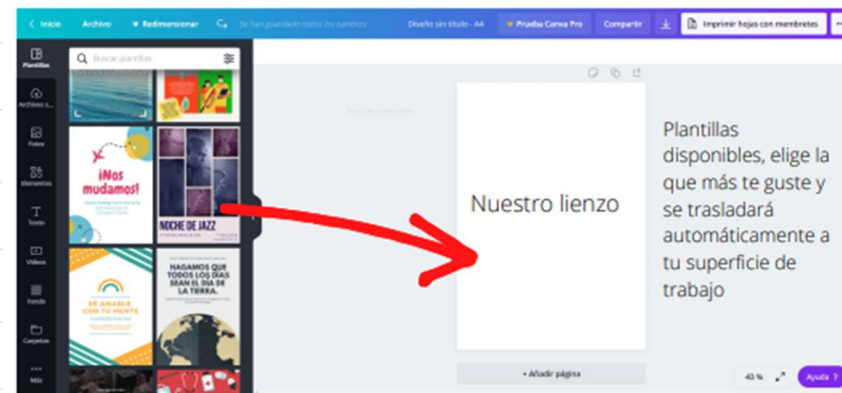 Inicio Archivo Redimensionar Se han guardado todos los cambios Diseño sin título - A4 Prueba Canva Pro Compartir Imprimir hojas con membretes
Plantillas
Buscar plantillas
Archivos s...
Fotos
Elementos
Texto
Vídeos
Fondo
Carpetas
Más
¡Nos
mudamos!
NOCHE DE JAZZ
SÉ AMABLE
CON TU MENTE
HAGAMOS QUE
TODOS LOS DÍAS
SEAN EL DÍA DE
LA TIERRA.
Nuestro lienzo
+ Añadir página
Plantillas
disponibles, elige la
que más te guste y
se trasladará
automáticamente a
tu superficie de
trabajo
43 %
Ayuda ?